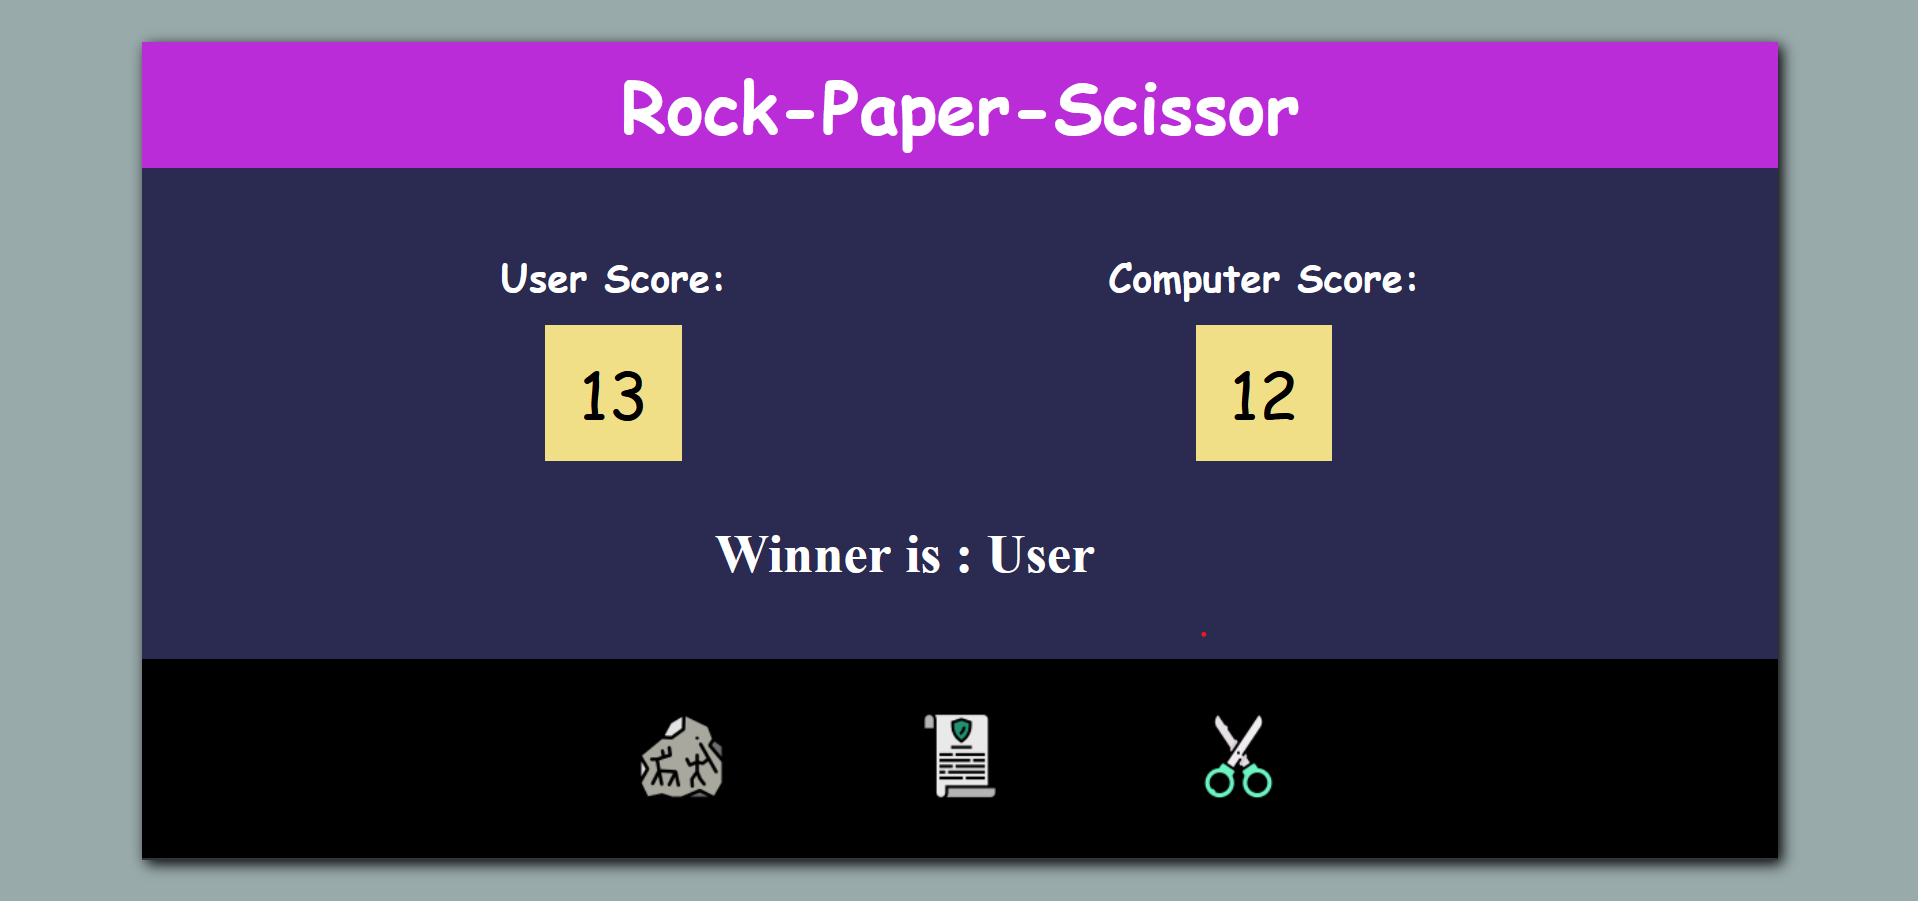 Rock-Paper-Scissor
User Score:
Computer Score:
13
12
Winner is : User